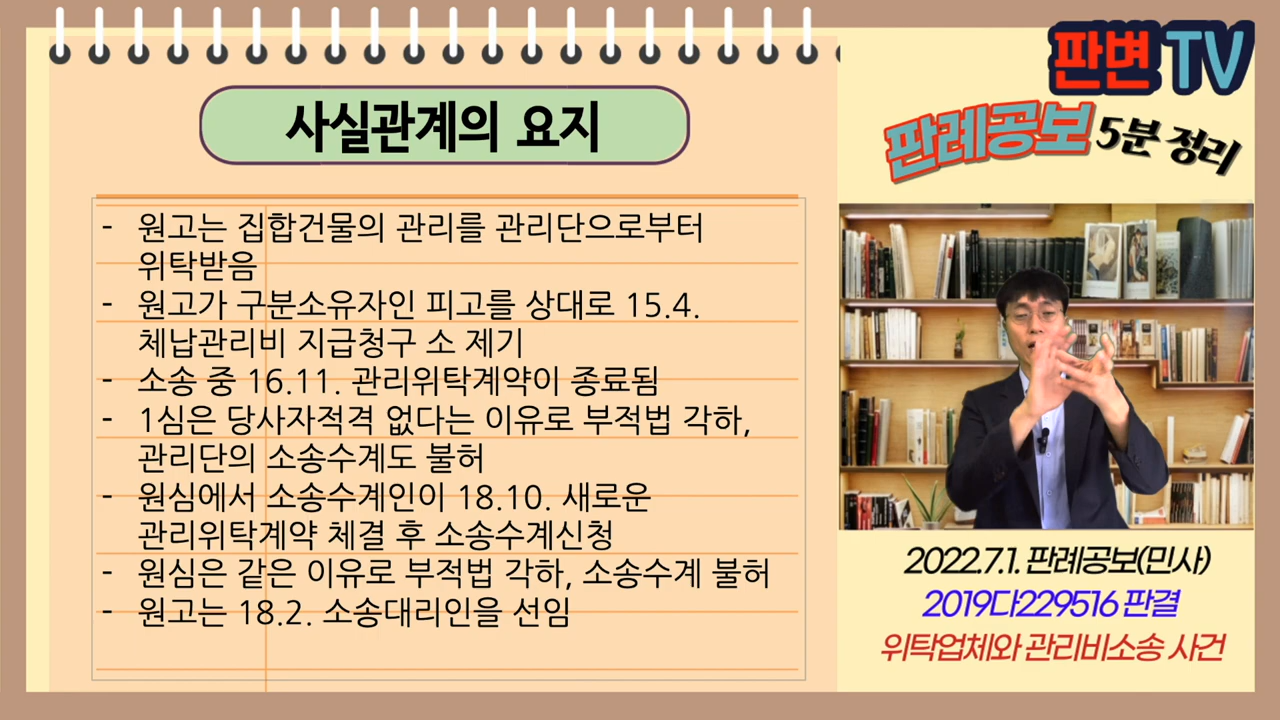 사실관계의 요지
- 원고는 집합건물의 관리를 관리단으로부터
위탁받음
- 원고가 구분소유자인 피고를 상대로 15.4.
체납관리비 지급청구 소 제기
- 소송 중 16.11. 관리위탁계약이 종료됨
- 1심은 당사자적격 없다는 이유로 부적법 각하,
관리단의 소송수계도 불허
- 원심에서 소송수계인이 18.10. 새로운
관리위탁계약 체결 후 소송수계신청
- 원심은 같은 이유로 부적법 각하, 소송수계 불허
- 원고는 18.2. 소송대리인을 선임
판변 TV
판례공보 5분 정리
2022.7.1. 판례공보(민사)
2019다229516 판결
위탁업체와 관리비소송 사건